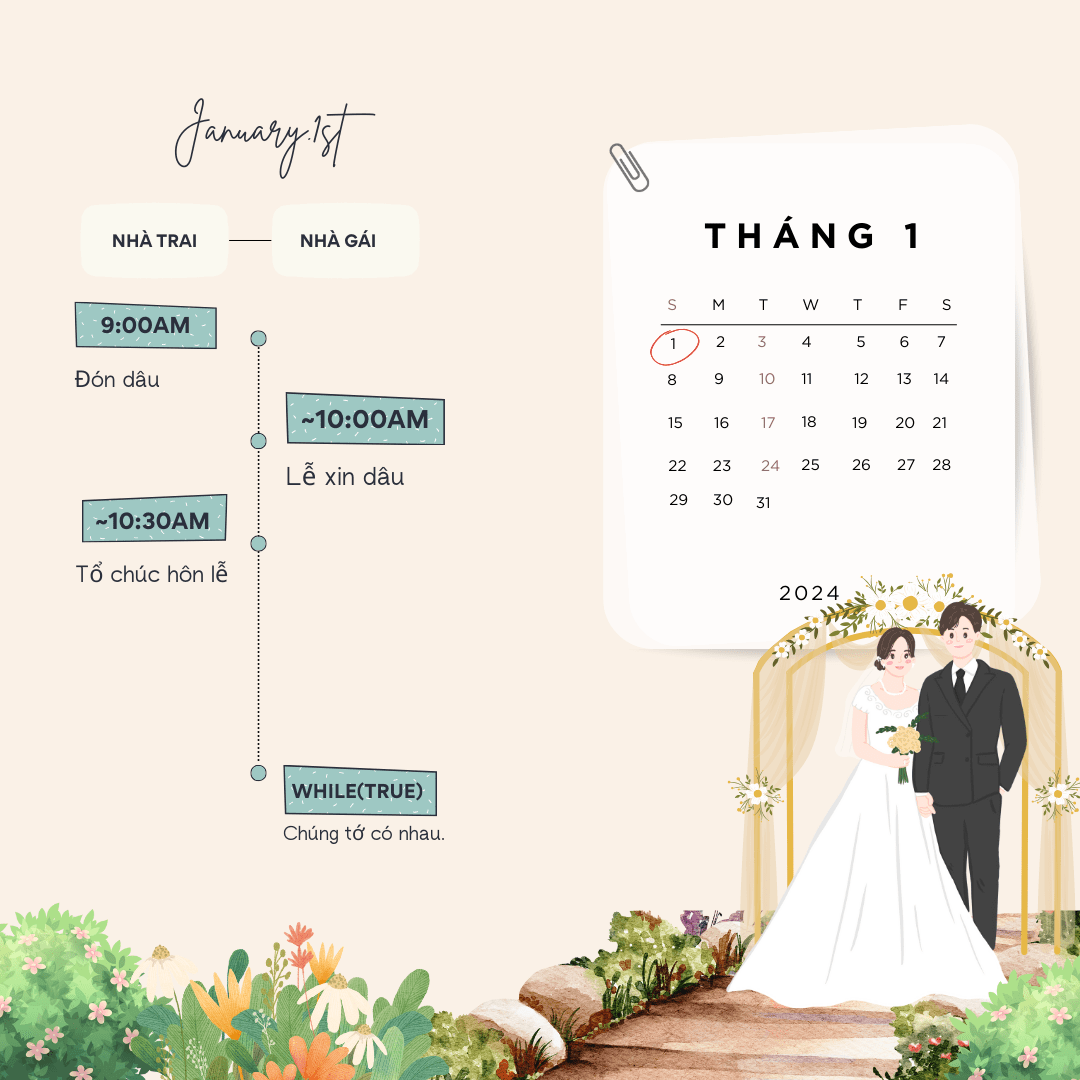 January.1st
NHÀ TRAI NHÀ GÁI
9:00AM
Đón dâu
~10:00AM
Lễ xin dâu
~10:30AM
Tổ chúc hôn lễ
WHILE(TRUE)
Chúng tớ có nhau.
THÁNG 1
S M T W T F S
1 2 3 4 5 6 7
8 9 10 11 12 13 14
15 16 17 18 19 20 21
22 23 24 25 26 27 28
29 30 31
2024